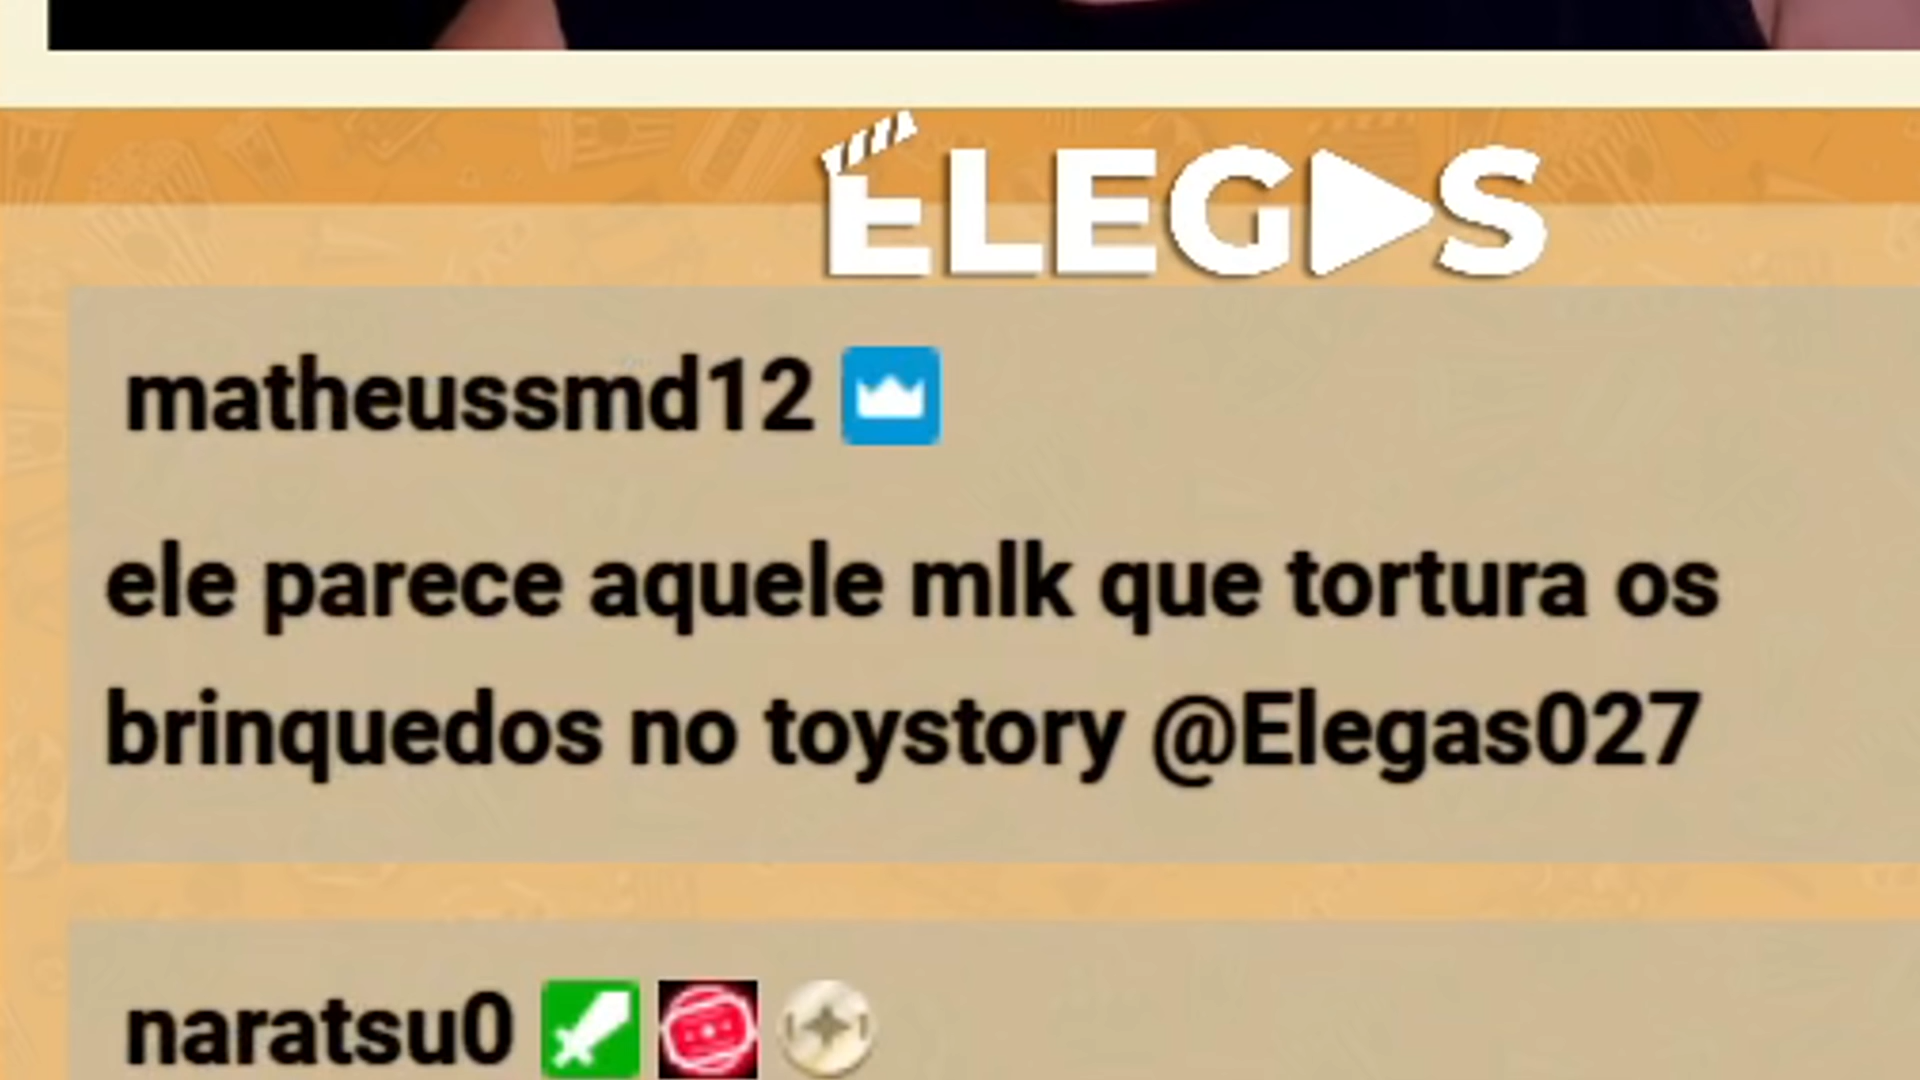 ELEGAS
matheussmd12
ele parece aquele mlk que tortura os
brinquedos no toystory @Elegas027
naratsu0